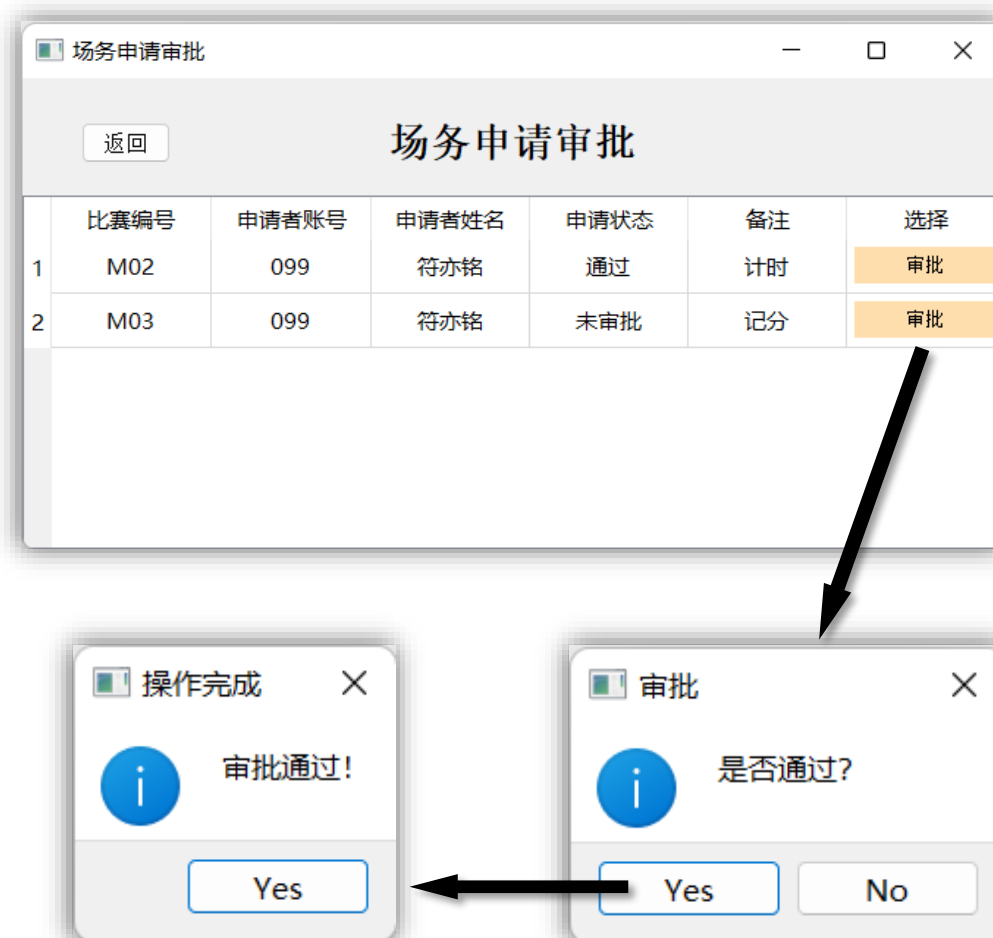 场务申请审批
返回
场务申请审批
比赛编号 申请者账号 申请者姓名 申请状态 备注 选择
1 M02 099 符亦铭 通过 计时 审批
2 M03 099 符亦铭 未审批 记分 审批
操作完成
审批通过!
Yes
审批
是否通过?
Yes No